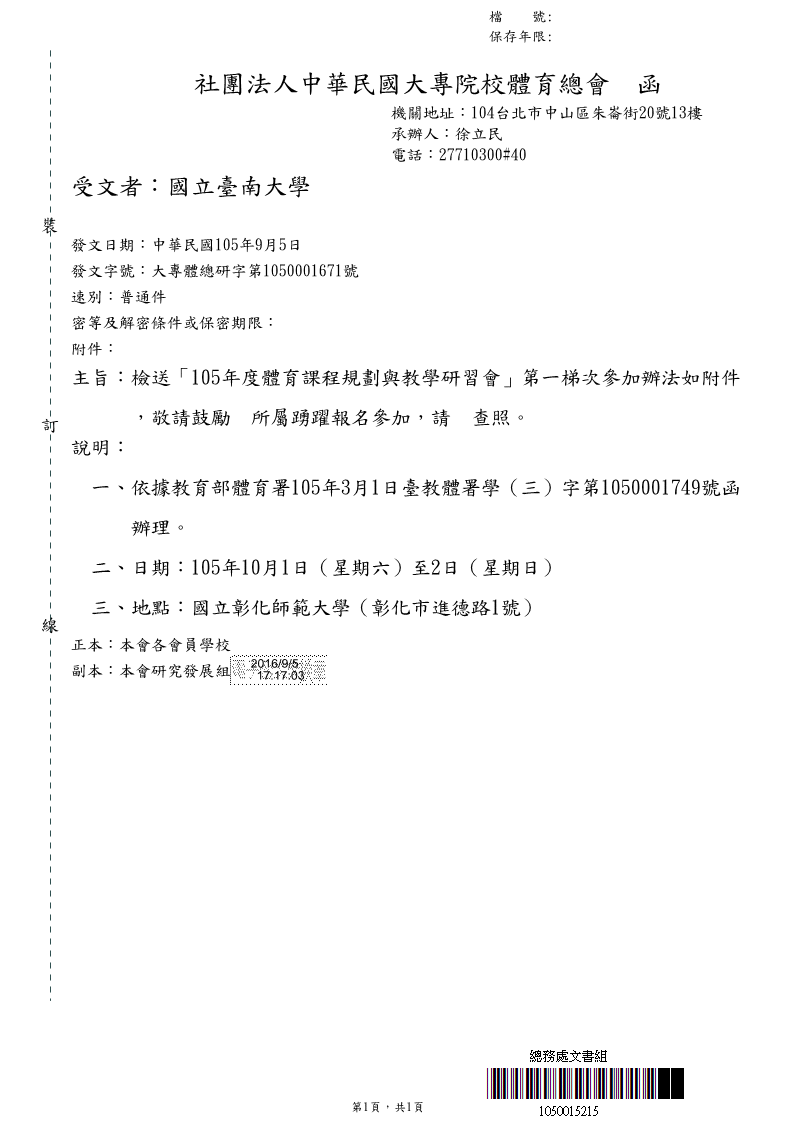 檔　　號:
保存年限:
社團法人中華民國大專院校體育總會　函
機關地址：104台北市中山區朱崙街20號13樓
承辦人：徐立民
電話：27710300#40
受文者：國立臺南大學
發文日期：中華民國105年9月5日
發文字號：大專體總研字第1050001671號
速別：普通件
密等及解密條件或保密期限：
附件：
主旨：檢送「105年度體育課程規劃與教學研習會」第一梯次參加辦法如附件
，敬請鼓勵　所屬踴躍報名參加，請　查照。
說明：
一、依據教育部體育署105年3月1日臺教體署學（三）字第1050001749號函
辦理。
二、日期：105年10月1日（星期六）至2日（星期日）
三、地點：國立彰化師範大學（彰化市進德路1號）
正本：本會各會員學校
副本：本會研究發展組
2016/9/5
17:17:03
裝
訂
線
總務處文書組
1050015215
第1頁，共1頁